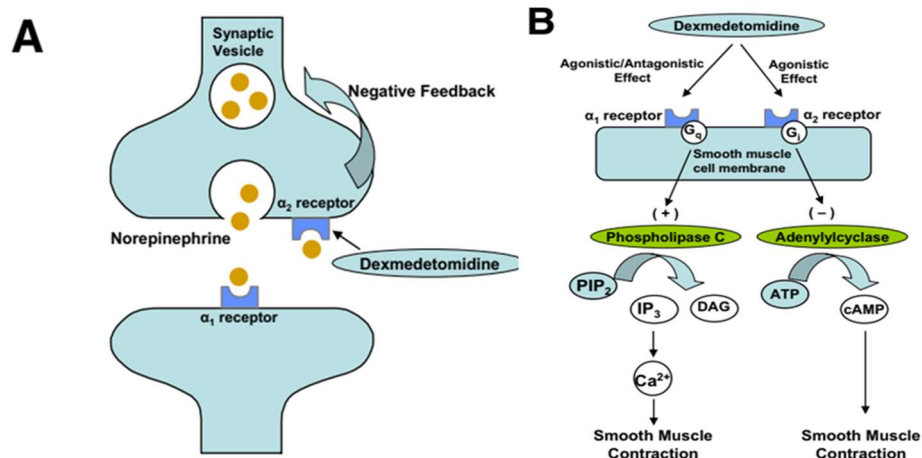 A
Synaptic
Vesicle
Negative Feedback
α₂ receptor
Norepinephrine
Dexmedetomidine
α₁ receptor
B
Dexmedetomidine
Agonistic/Antagonistic
Effect
Agonistic
Effect
α₁ receptor
α₂ receptor
Gq
Gi
Smooth muscle
cell membrane
(+)
(−)
Phospholipase C
Adenylylcyclase
PIP₂
IP₃
DAG
ATP
cAMP
Ca²⁺
Smooth Muscle
Contraction
Smooth Muscle
Contraction